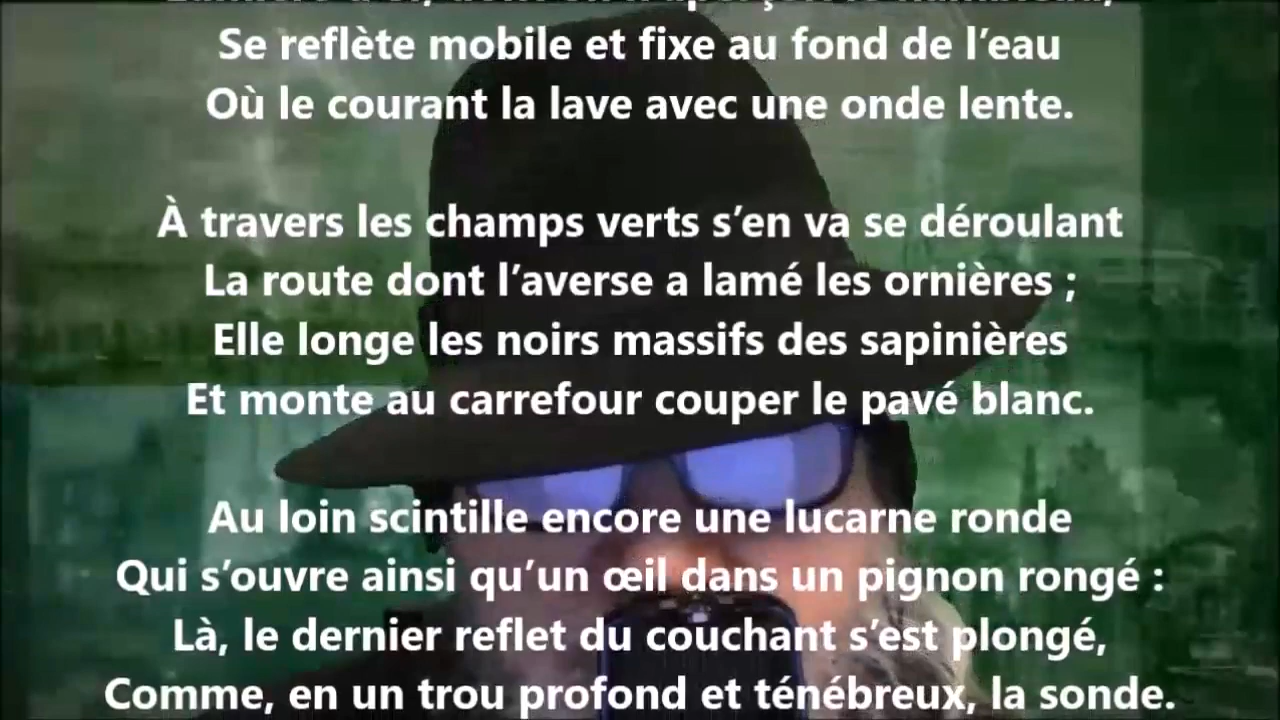 Se reflète mobile et fixe au fond de l’eau
Où le courant la lave avec une onde lente.
À travers les champs verts s’en va se déroulant
La route dont l’averse a lamé les ornières ;
Elle longe les noirs massifs des sapinières
Et monte au carrefour couper le pavé blanc.
Au loin scintille encore une lucarne ronde
Qui s’ouvre ainsi qu’un œil dans un pignon rongé :
Là, le dernier reflet du couchant s’est plongé,
Comme, en un trou profond et ténébreux, la sonde.